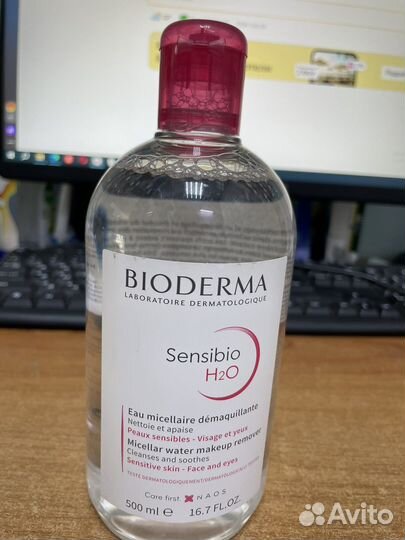 BIODERMA
LABORATOIRE DERMATOLOGIQUE
Sensibio
H2O
Eau micellaire démaquillante
Nettoie et apaise
Peaux sensibles - Visage et yeux
Micellar water makeup remover
Cleanses and soothes
Sensitive skin - Face and eyes
Care first. NAOS
500 ml ℮ 16.7 FL.OZ.
Avito